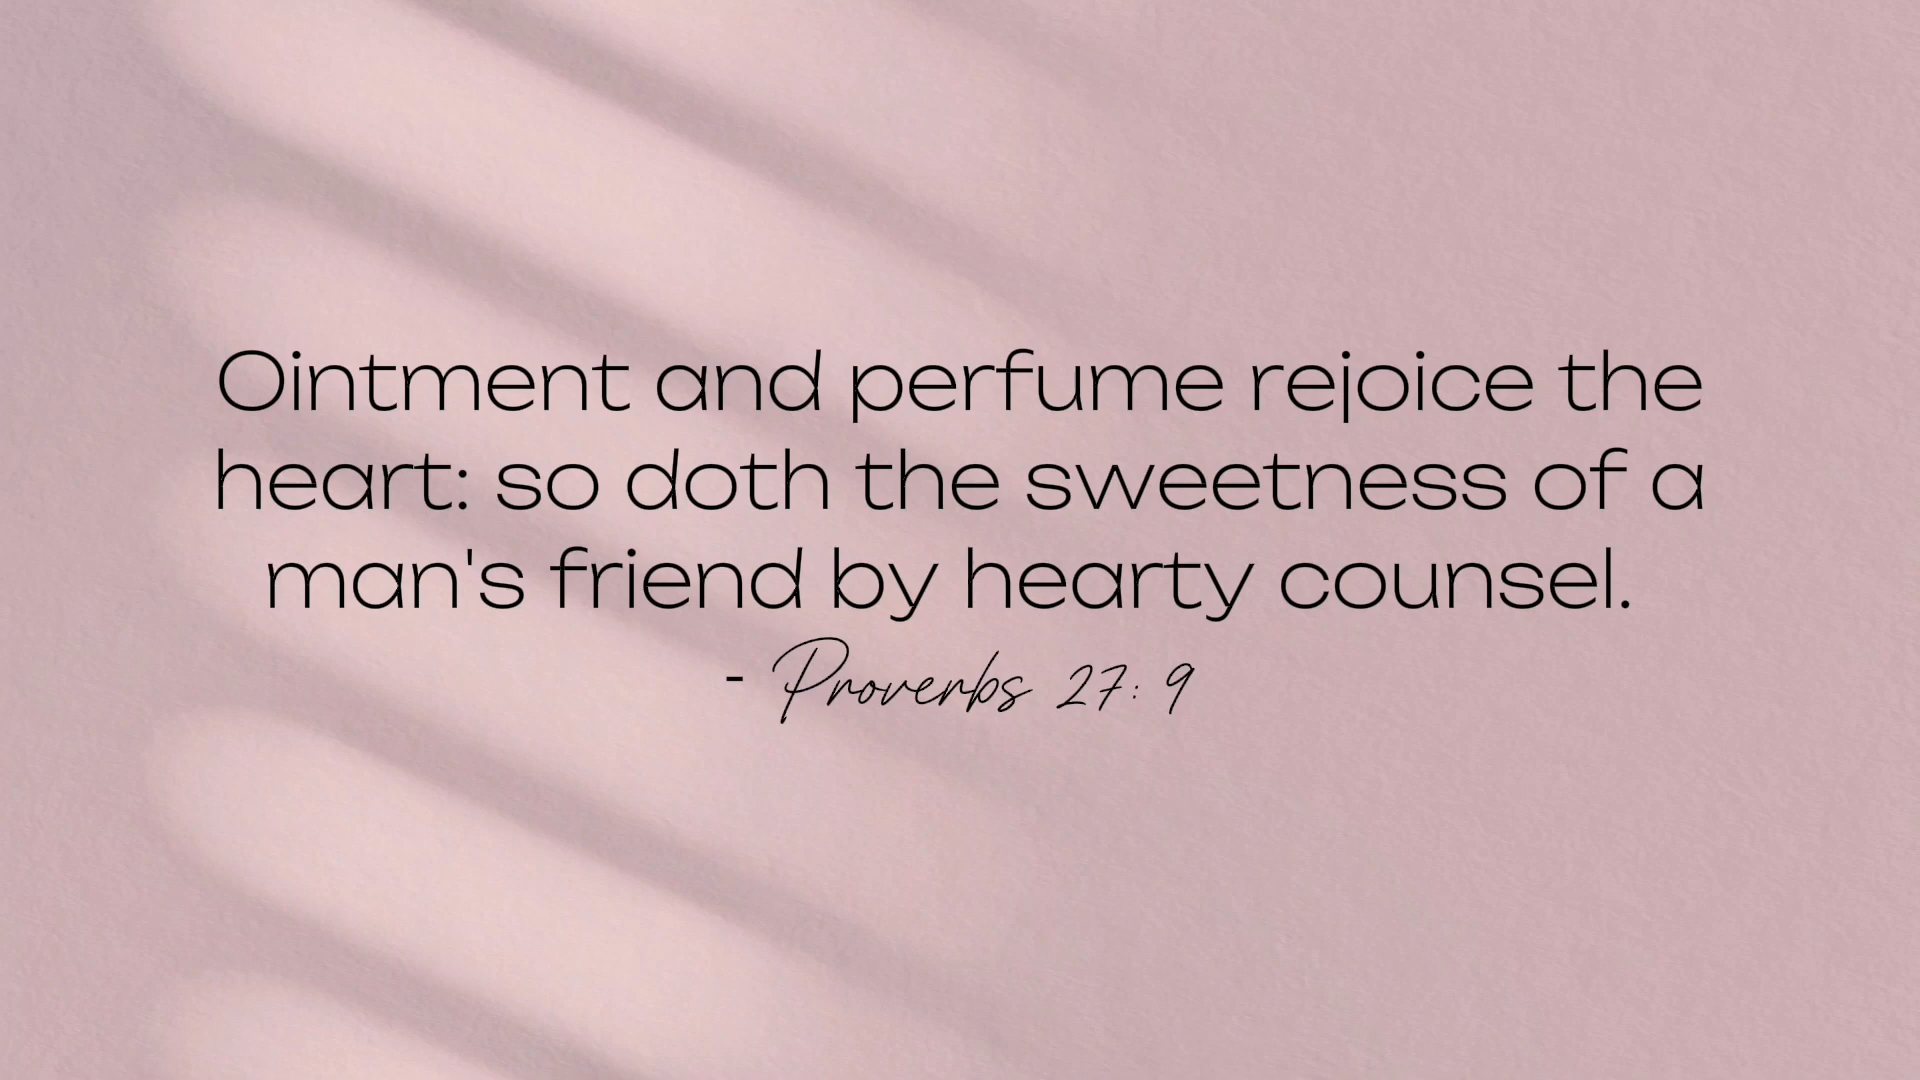 Ointment and perfume rejoice the
heart: so doth the sweetness of a
man's friend by hearty counsel.
- Proverbs 27: 9